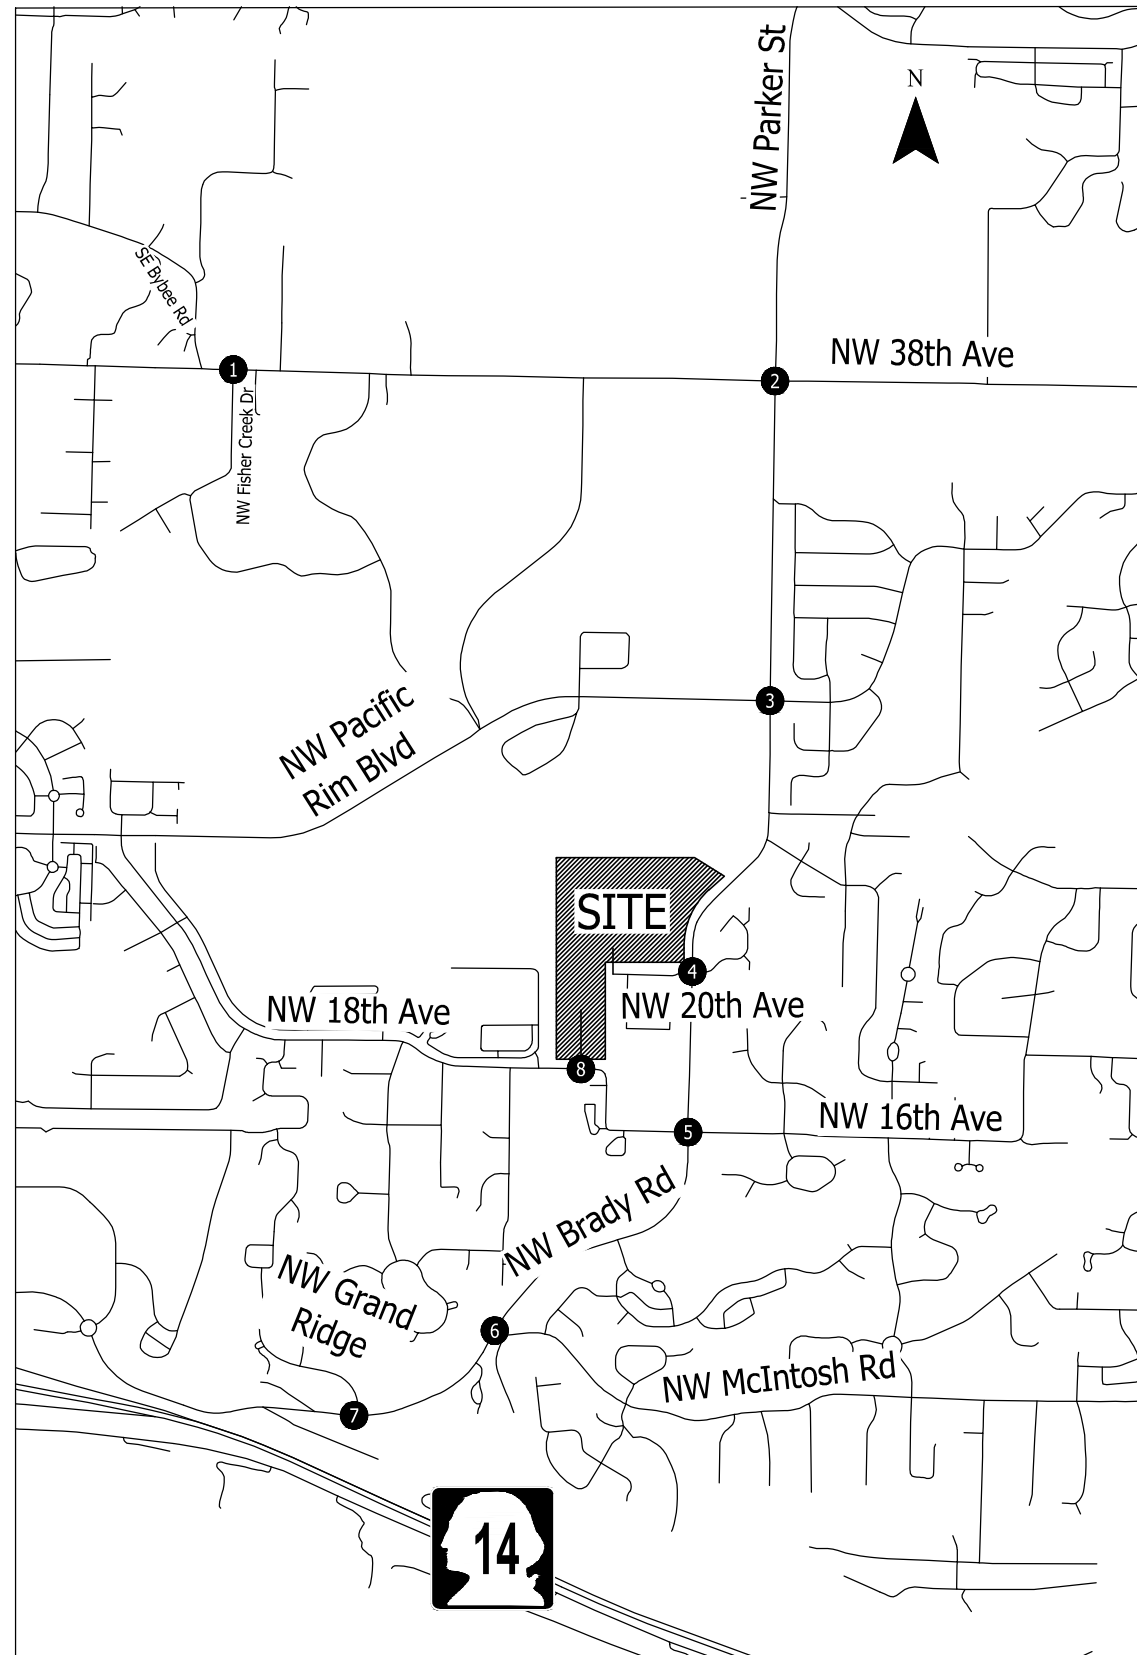 NW Parker St
N
SE Bybee Rd
NW 38th Ave
1
2
NW Fisher Creek Dr
3
NW Pacific
Rim Blvd
SITE
4
NW 18th Ave
NW 20th Ave
8
NW 16th Ave
5
NW Brady Rd
NW Grand
Ridge
6
NW McIntosh Rd
7
14